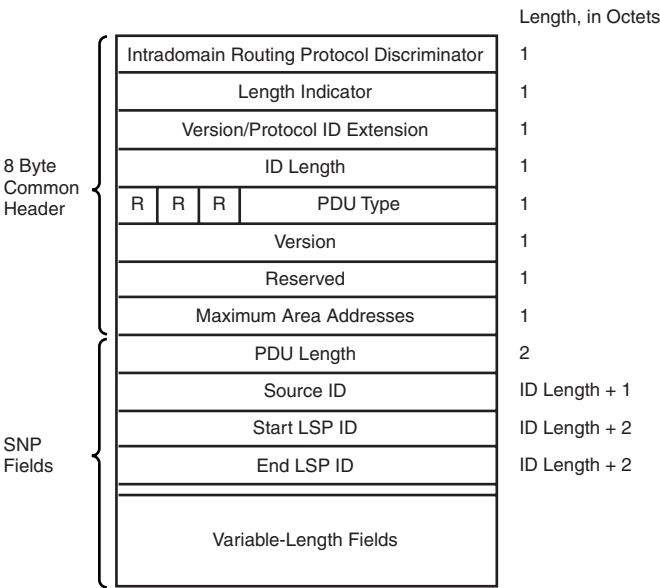 Length, in Octets
Intradomain Routing Protocol Discriminator 1
Length Indicator 1
Version/Protocol ID Extension 1
ID Length 1
8 Byte
Common
Header
R R R PDU Type 1
Version 1
Reserved 1
Maximum Area Addresses 1
PDU Length 2
Source ID ID Length + 1
Start LSP ID ID Length + 2
SNP
Fields
End LSP ID ID Length + 2
Variable-Length Fields